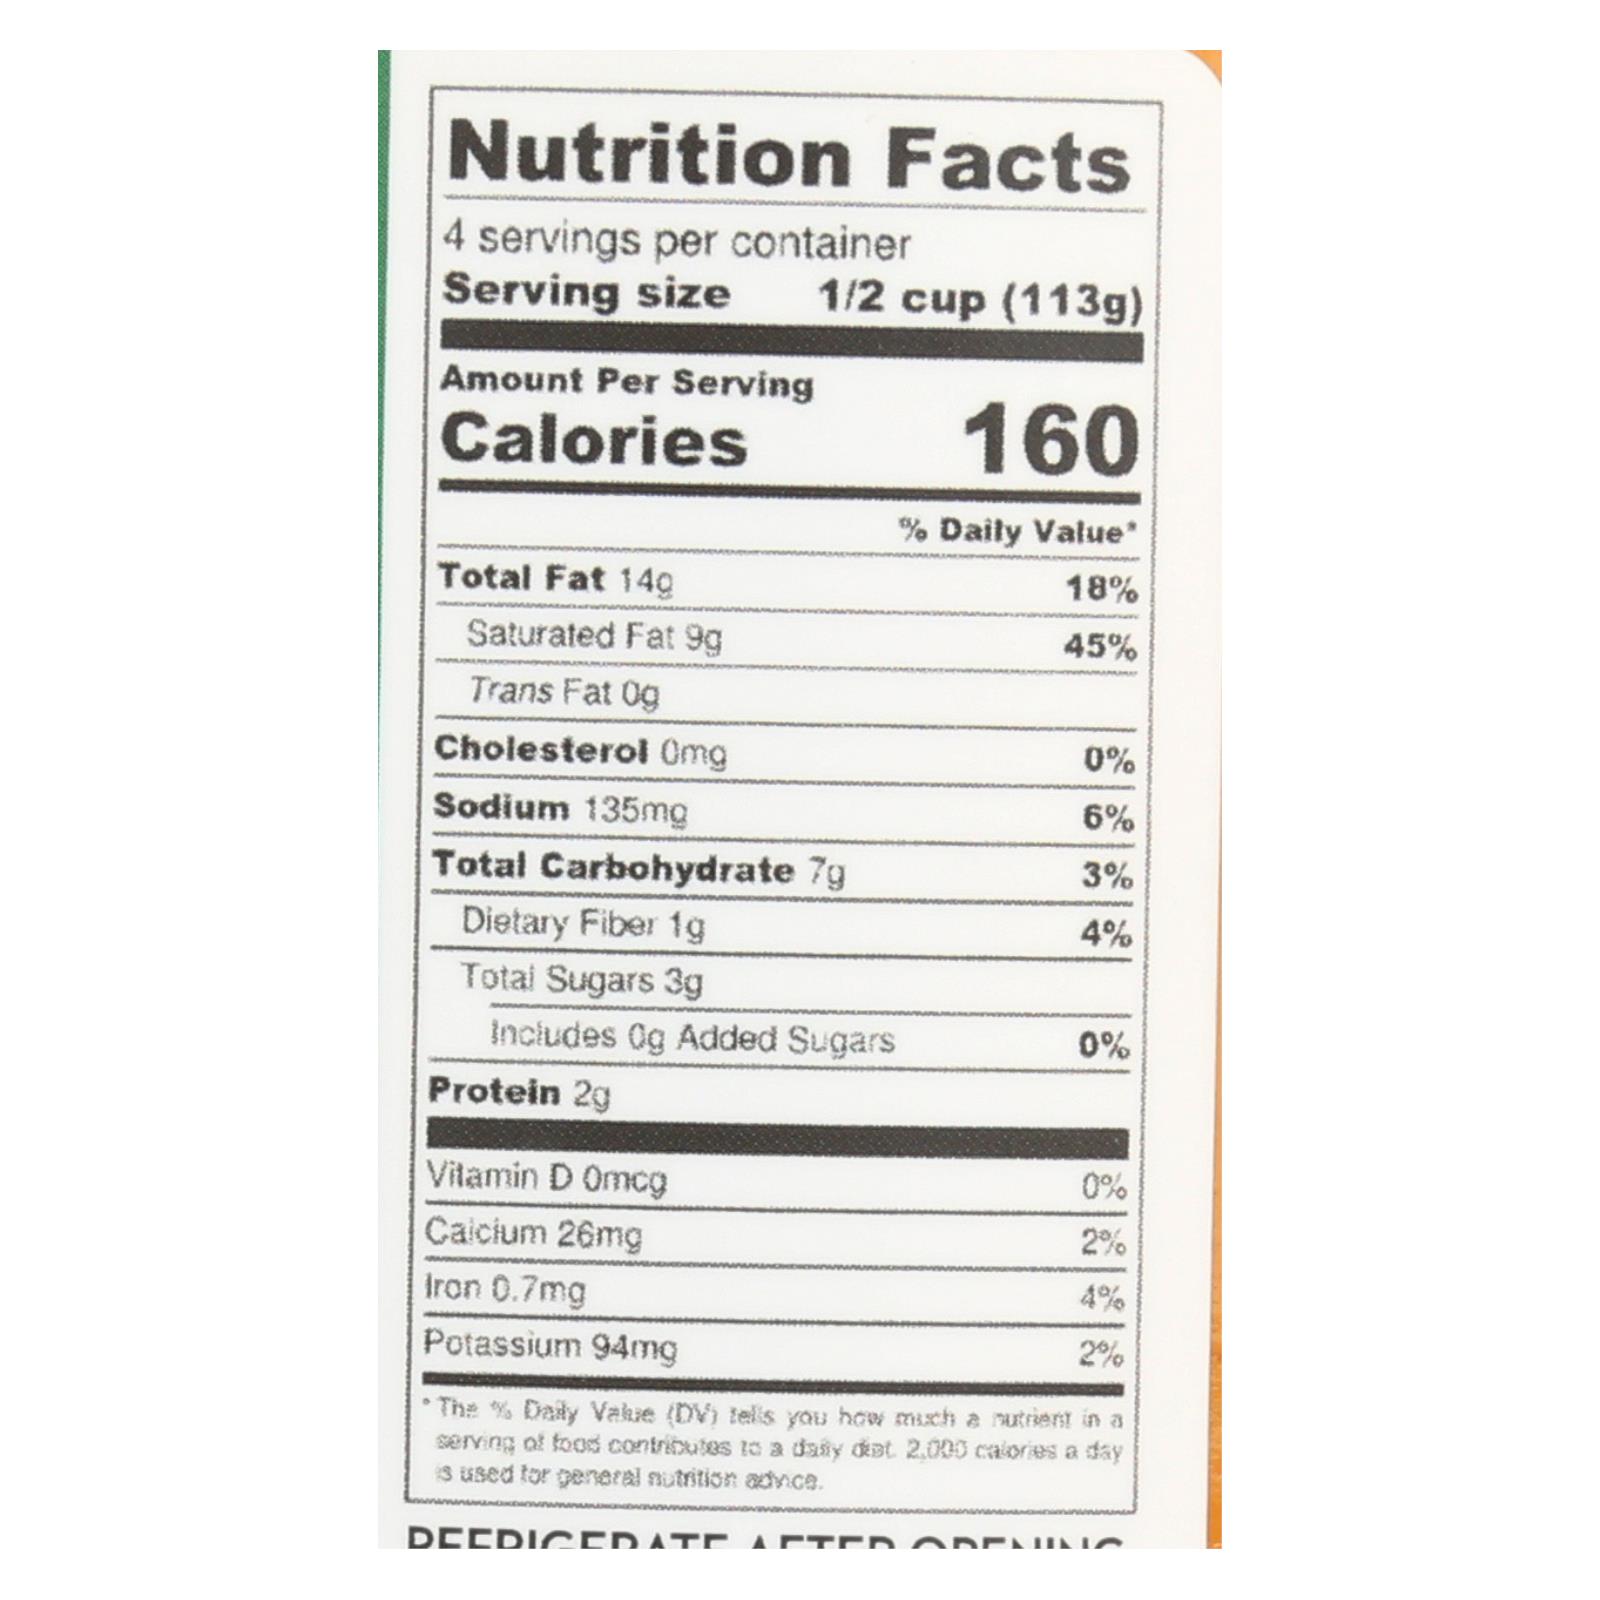 Nutrition Facts
4 servings per container
Serving size 1/2 cup (113g)
Amount Per Serving
Calories 160
% Daily Value*
Total Fat 14g 18%
Saturated Fat 9g 45%
Trans Fat 0g
Cholesterol 0mg 0%
Sodium 135mg 6%
Total Carbohydrate 7g 3%
Dietary Fiber 1g 4%
Total Sugars 3g
Includes 0g Added Sugars 0%
Protein 2g
Vitamin D 0mcg 0%
Calcium 26mg 2%
Iron 0.7mg 4%
Potassium 94mg 2%
* The % Daily Value (DV) tells you how much a nutrient in a
serving of food contributes to a daily diet. 2,000 calories a day
is used for general nutrition advice.
REFRIGERATE AFTER OPENING